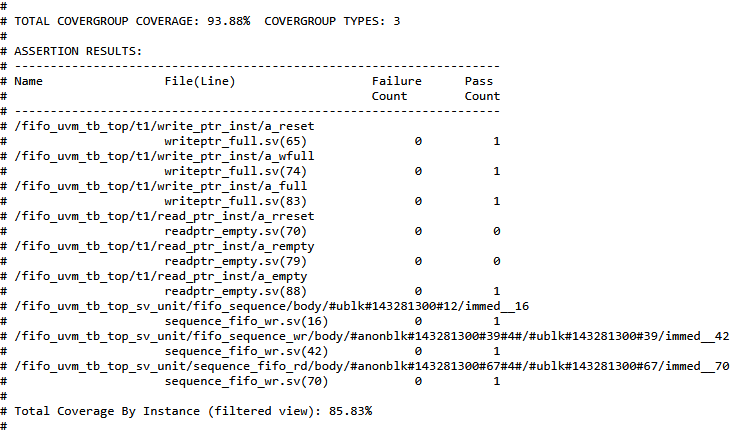 #
# TOTAL COVERGROUP COVERAGE: 93.88%  COVERGROUP TYPES: 3
#
# ASSERTION RESULTS:
# --------------------------------------------------------------------
# Name                 File(Line)                   Failure      Pass
#                                                   Count        Count
# --------------------------------------------------------------------
# /fifo_uvm_tb_top/t1/write_ptr_inst/a_reset
#                      writeptr_full.sv(65)               0          1
# /fifo_uvm_tb_top/t1/write_ptr_inst/a_wfull
#                      writeptr_full.sv(74)               0          1
# /fifo_uvm_tb_top/t1/write_ptr_inst/a_full
#                      writeptr_full.sv(83)               0          1
# /fifo_uvm_tb_top/t1/read_ptr_inst/a_rreset
#                      readptr_empty.sv(70)               0          0
# /fifo_uvm_tb_top/t1/read_ptr_inst/a_rempty
#                      readptr_empty.sv(79)               0          0
# /fifo_uvm_tb_top/t1/read_ptr_inst/a_empty
#                      readptr_empty.sv(88)               0          1
# /fifo_uvm_tb_top_sv_unit/fifo_sequence/body/#ublk#143281300#12/immed__16
#                      sequence_fifo_wr.sv(16)            0          1
# /fifo_uvm_tb_top_sv_unit/fifo_sequence_wr/body/#anonblk#143281300#39#4#/#ublk#143281300#39/immed__42
#                      sequence_fifo_wr.sv(42)            0          1
# /fifo_uvm_tb_top_sv_unit/sequence_fifo_rd/body/#anonblk#143281300#67#4#/#ublk#143281300#67/immed__70
#                      sequence_fifo_wr.sv(70)            0          1
#
# Total Coverage By Instance (filtered view): 85.83%
#